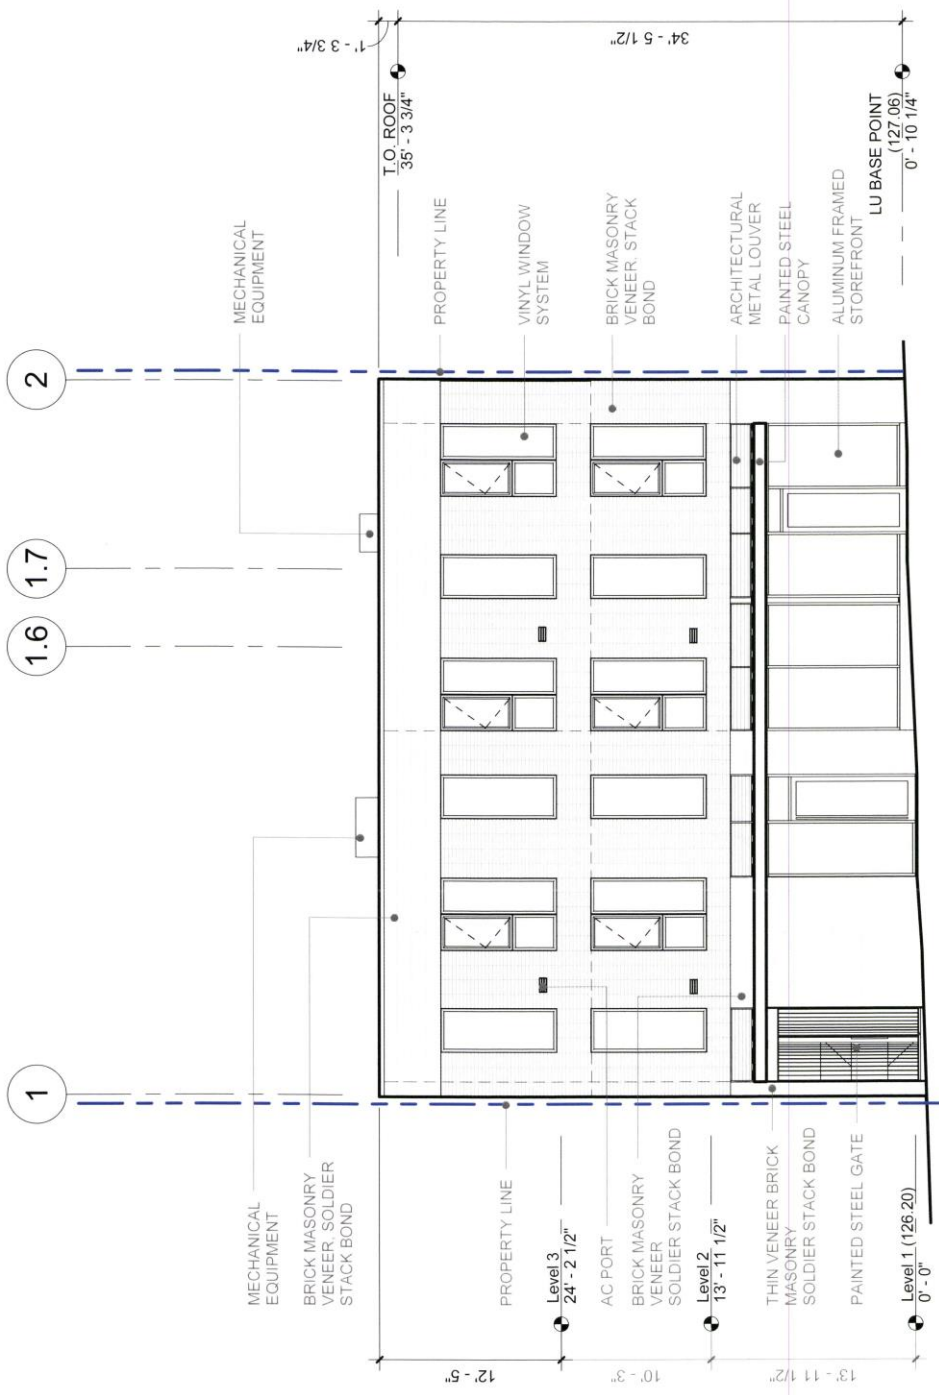 1
1.6
1.7
2
MECHANICAL
EQUIPMENT
BRICK MASONRY
VENEER, SOLDIER
STACK BOND
PROPERTY LINE
Level 3
24' - 2 1/2"
AC PORT
BRICK MASONRY
VENEER
SOLDIER STACK BOND
Level 2
13' - 11 1/2"
THIN VENEER BRICK
MASONRY
SOLDIER STACK BOND
PAINTED STEEL GATE
Level 1 (126.20)
0' - 0"
12' - 5"
10' - 3"
13' - 11 1/2"
MECHANICAL
EQUIPMENT
T.O. ROOF
35' - 3 3/4"
PROPERTY LINE
VINYL WINDOW
SYSTEM
BRICK MASONRY
VENEER, STACK
BOND
ARCHITECTURAL
METAL LOUVER
PAINTED STEEL
CANOPY
ALUMINUM FRAMED
STOREFRONT
LU BASE POINT
(127.06)
0' - 10 1/4"
1' - 3 3/4"
34' - 5 1/2"